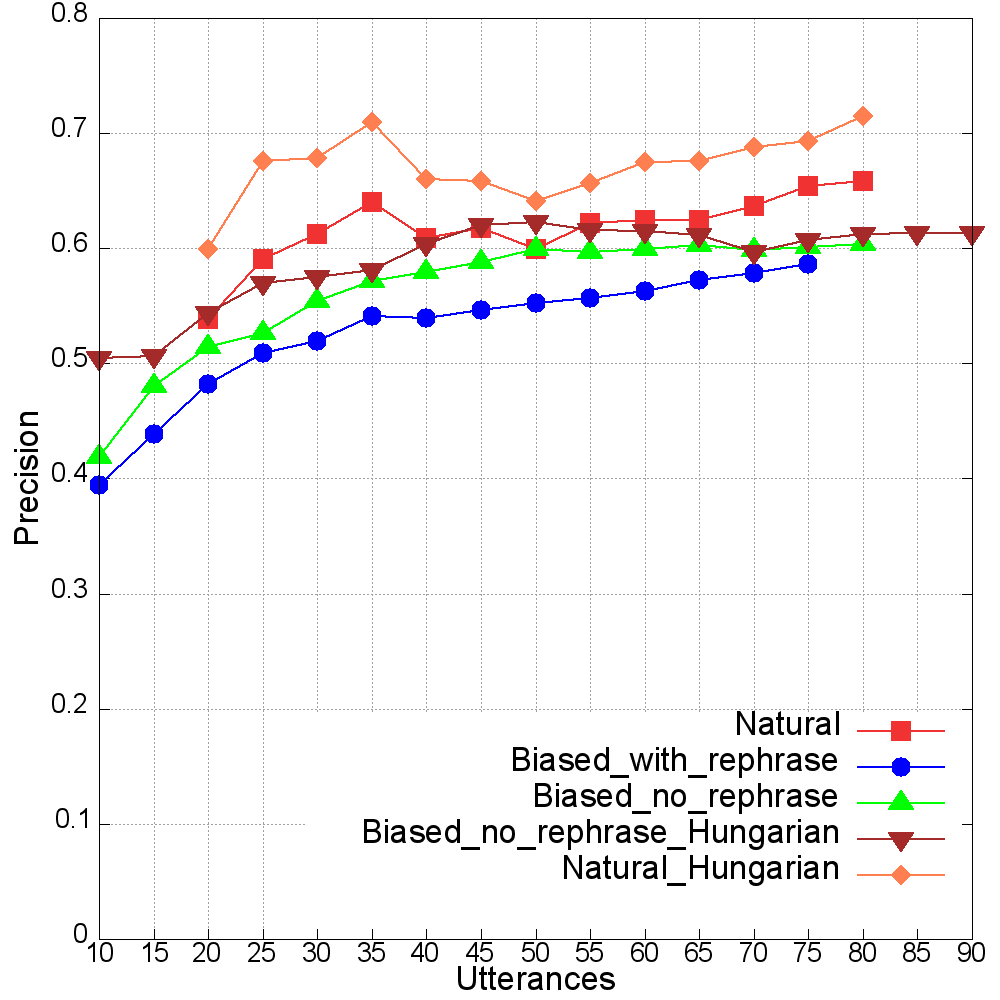 0.8
0.7
0.6
0.5
0.4
0.3
0.2
0.1
0
Precision
Natural
Biased_with_rephrase
Biased_no_rephrase
Biased_no_rephrase_Hungarian
Natural_Hungarian
10 15 20 25 30 35 40 45 50 55 60 65 70 75 80 85 90
Utterances